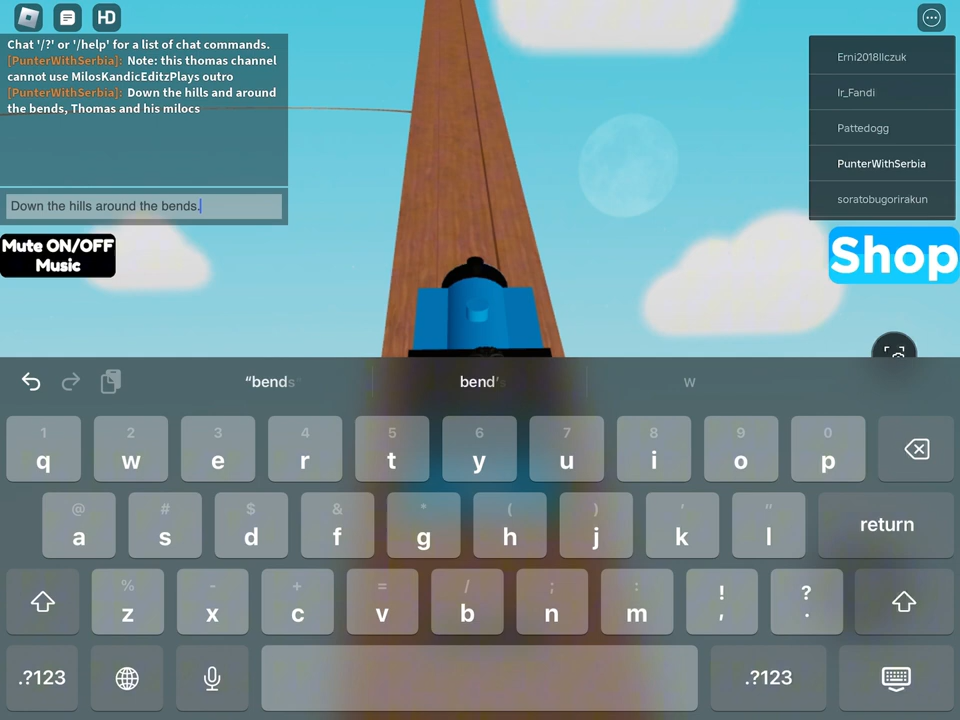 HD
Chat '/?' or '/help' for a list of chat commands.
[PunterWithSerbia]: Note: this thomas channel
cannot use MilosKandicEditzPlays outro
[PunterWithSerbia]: Down the hills and around
the bends, Thomas and his milocs
Down the hills around the bends.
Mute ON/OFF
Music
Erni2018llczuk
Ir_Fandi
Pattedogg
PunterWithSerbia
soratobugorirakun
Shop
“bends bend's w
1 2 3 4 5 6 7 8 9 0
q w e r t y u i o p
@ # $ & * ( ) ' "
a s d f g h j k l return
% - + = / ; : ! ?
z x c v b n m , .
.?123 .?123